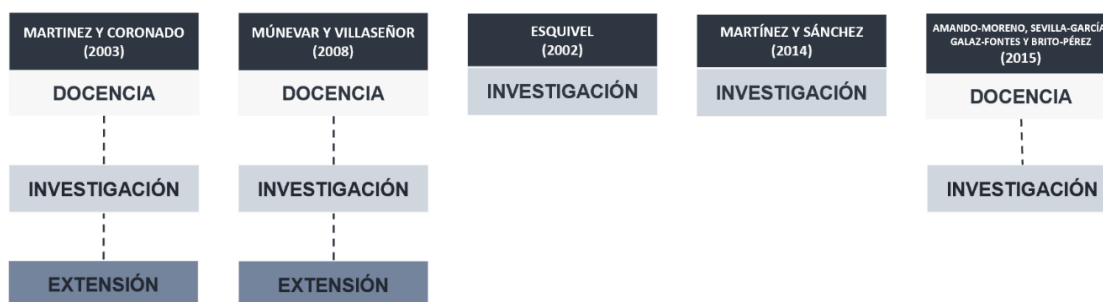 MARTINEZ Y CORONADO
(2003)
DOCENCIA
INVESTIGACIÓN
EXTENSIÓN
MÚNEVAR Y VILLASEÑOR
(2008)
DOCENCIA
INVESTIGACIÓN
EXTENSIÓN
ESQUIVEL
(2002)
INVESTIGACIÓN
MARTÍNEZ Y SÁNCHEZ
(2014)
INVESTIGACIÓN
AMANDO-MORENO, SEVILLA-GARCÍA,
GALAZ-FONTES Y BRITO-PÉREZ
(2015)
DOCENCIA
INVESTIGACIÓN